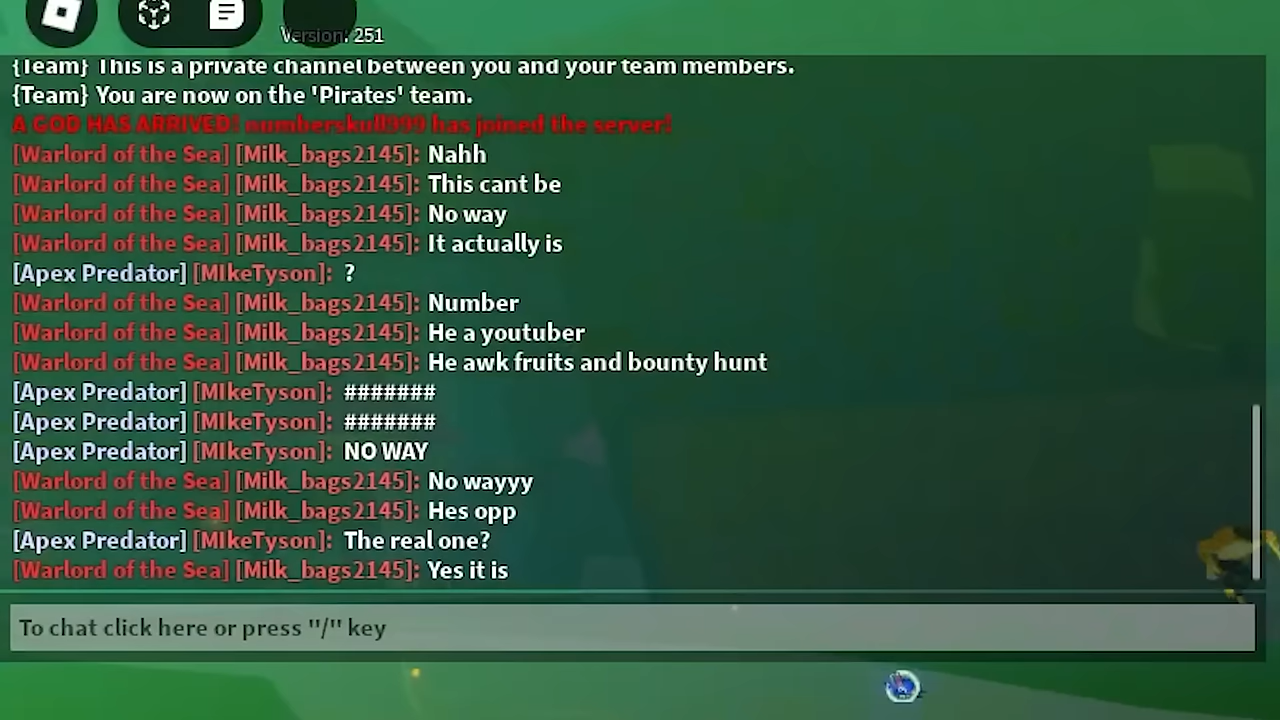 Version: 251
{Team} This is a private channel between you and your team members.
{Team} You are now on the 'Pirates' team.
A GOD HAS ARRIVED! numberskull999 has joined the server!
[Warlord of the Sea] [Milk_bags2145]: Nahh
[Warlord of the Sea] [Milk_bags2145]: This cant be
[Warlord of the Sea] [Milk_bags2145]: No way
[Warlord of the Sea] [Milk_bags2145]: It actually is
[Apex Predator] [MIkeTyson]: ?
[Warlord of the Sea] [Milk_bags2145]: Number
[Warlord of the Sea] [Milk_bags2145]: He a youtuber
[Warlord of the Sea] [Milk_bags2145]: He awk fruits and bounty hunt
[Apex Predator] [MIkeTyson]: #######
[Apex Predator] [MIkeTyson]: #######
[Apex Predator] [MIkeTyson]: NO WAY
[Warlord of the Sea] [Milk_bags2145]: No wayyy
[Warlord of the Sea] [Milk_bags2145]: Hes opp
[Apex Predator] [MIkeTyson]: The real one?
[Warlord of the Sea] [Milk_bags2145]: Yes it is
To chat click here or press "/" key